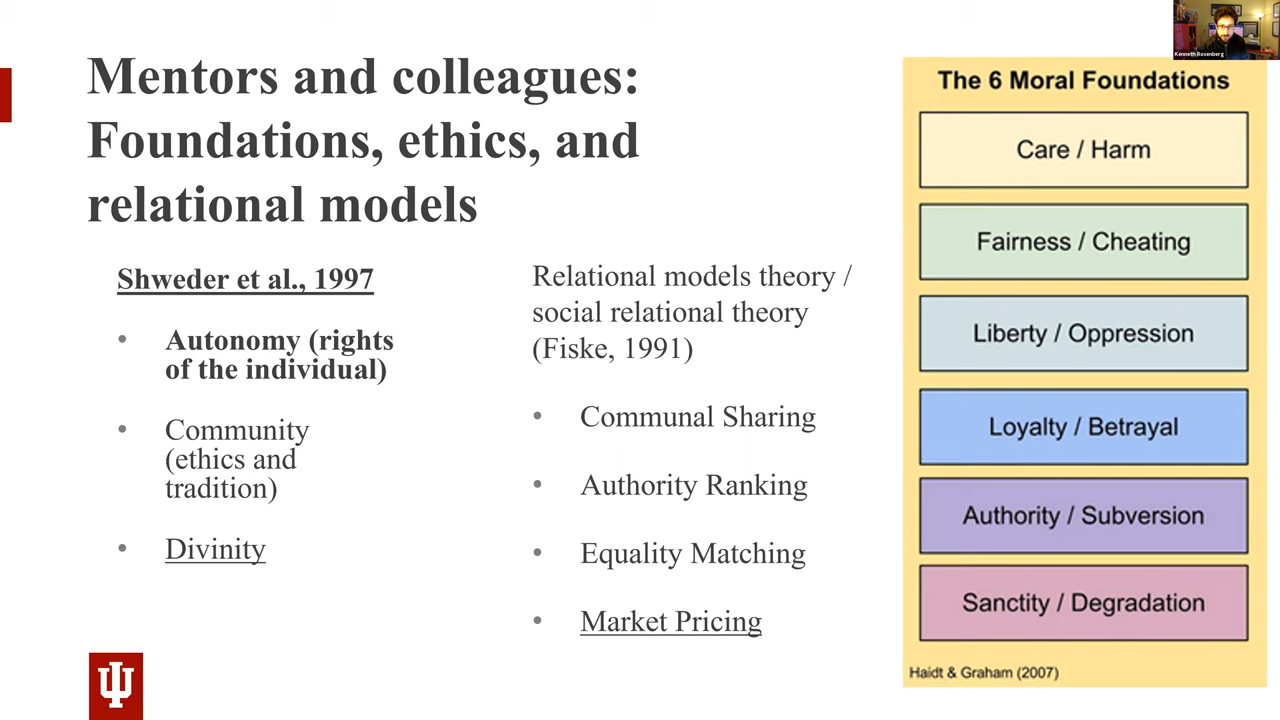 Mentors and colleagues:
Foundations, ethics, and
relational models
Shweder et al., 1997
• Autonomy (rights
of the individual)
• Community
(ethics and
tradition)
• Divinity
Relational models theory /
social relational theory
(Fiske, 1991)
• Communal Sharing
• Authority Ranking
• Equality Matching
• Market Pricing
Kenneth Rosenberg
The 6 Moral Foundations
Care / Harm
Fairness / Cheating
Liberty / Oppression
Loyalty / Betrayal
Authority / Subversion
Sanctity / Degradation
Haidt & Graham (2007)